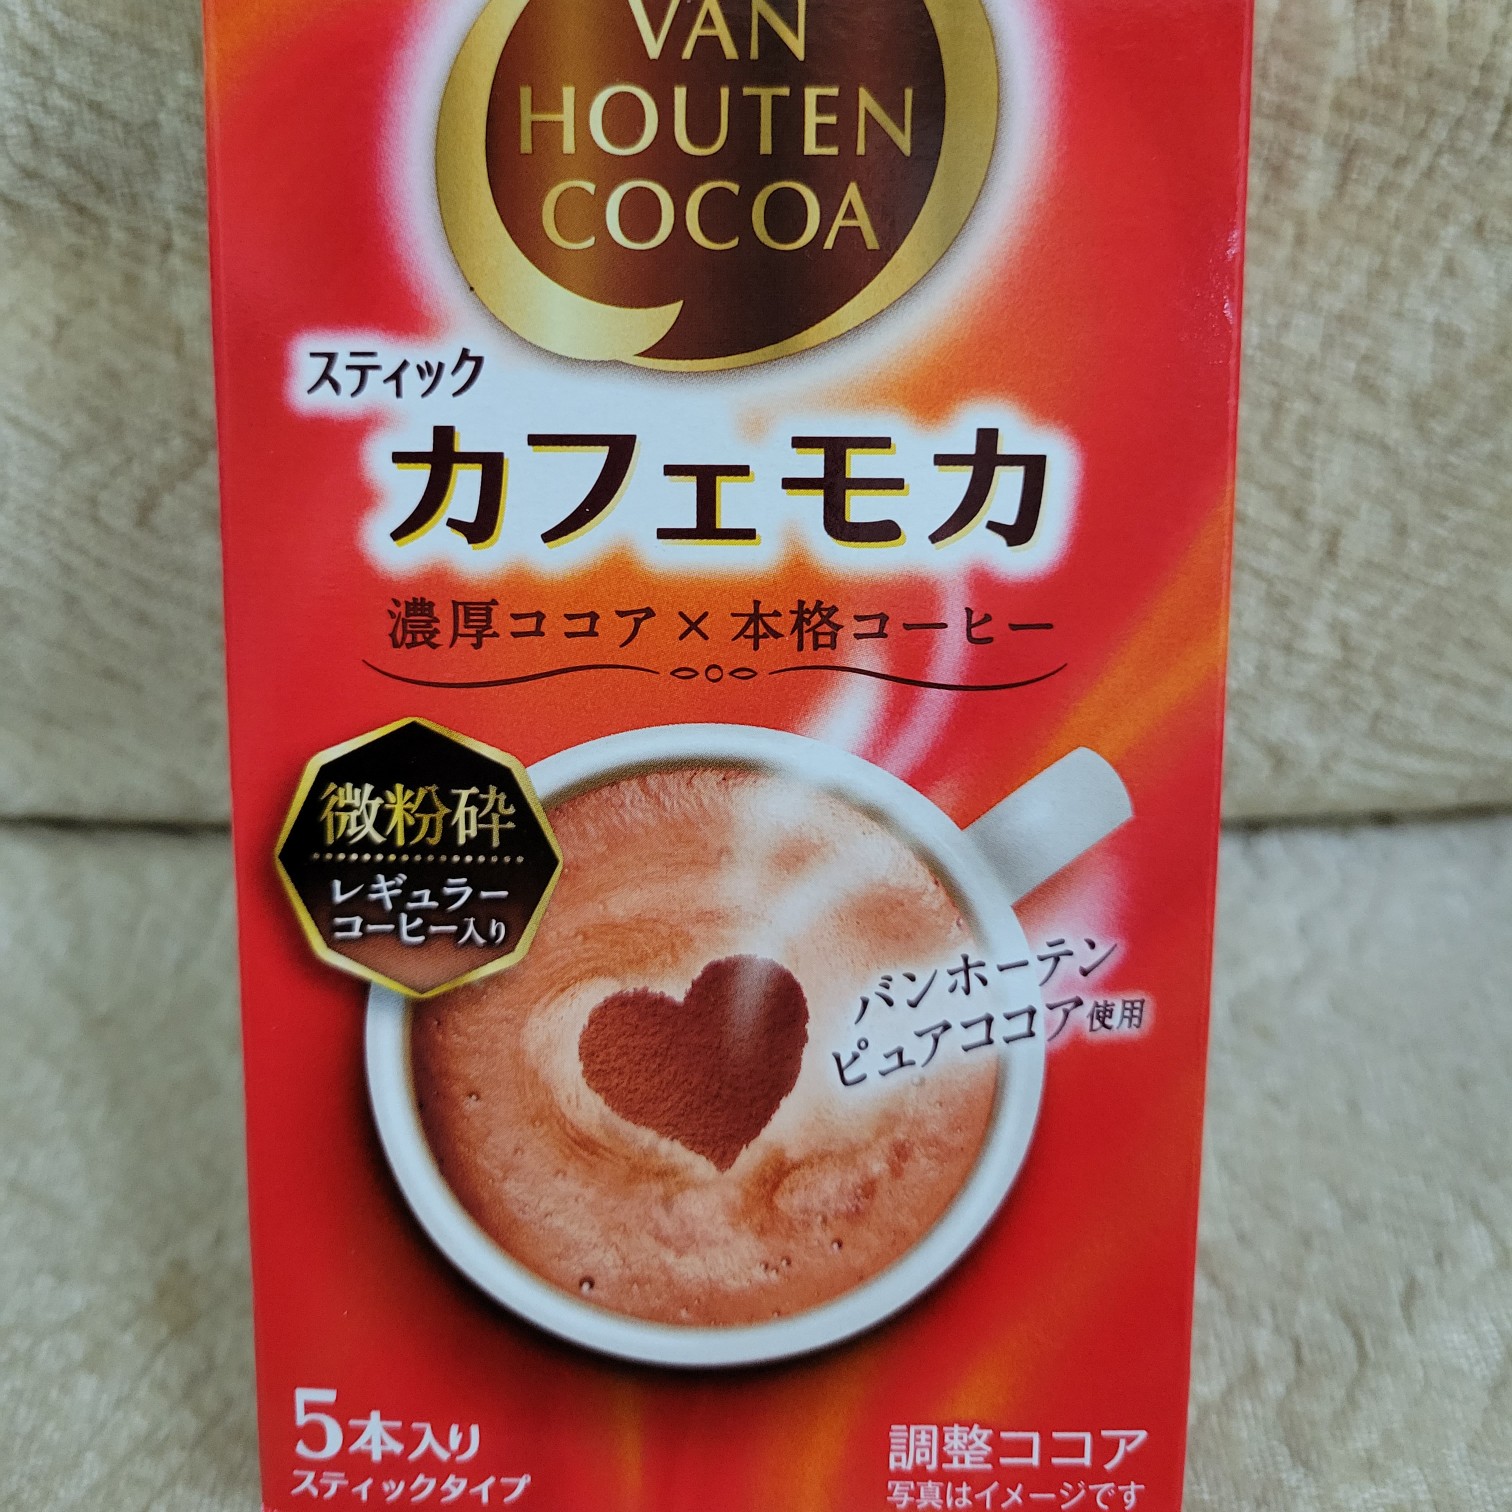 VAN
HOUTEN
COCOA
スティック
カフェモカ
濃厚ココア×本格コーヒー
微粉砕
レギュラー
コーヒー入り
バンホーテン
ピュアココア使用
5本入り
スティックタイプ
調整ココア
写真はイメージです